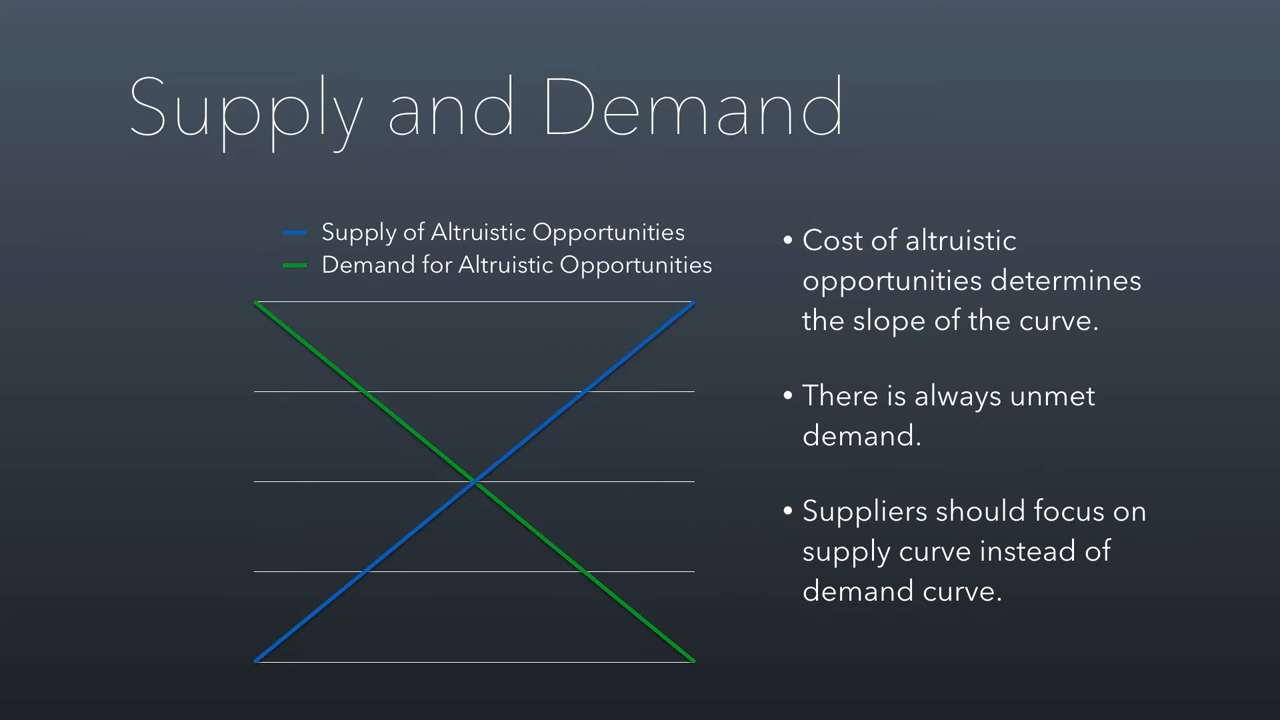 Supply and Demand
Supply of Altruistic Opportunities
Demand for Altruistic Opportunities
• Cost of altruistic
opportunities determines
the slope of the curve.
• There is always unmet
demand.
• Suppliers should focus on
supply curve instead of
demand curve.